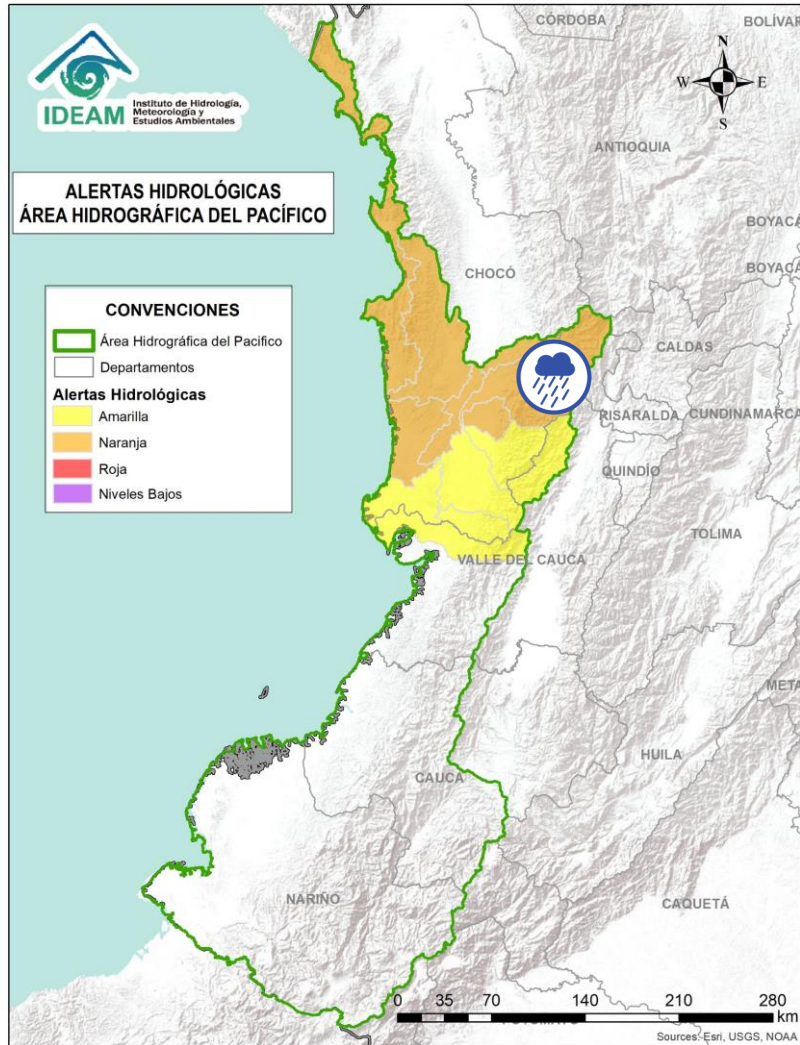 IDEAM
Instituto de Hidrología,
Meteorología y
Estudios Ambientales
CÓRDOBA
BOLÍVAR
N
W
E
S
ANTIOQUIA
ALERTAS HIDROLÓGICAS
ÁREA HIDROGRÁFICA DEL PACÍFICO
BOYACÁ
CHOCÓ
BOYACÁ
CONVENCIONES
Área Hidrográfica del Pacifico
Departamentos
Alertas Hidrológicas
Amarilla
Naranja
Roja
Niveles Bajos
CALDAS
RISARALDA
CUNDINAMARCA
QUINDÍO
TOLIMA
VALLE DEL CAUCA
META
HUILA
CAUCA
NARIÑO
CAQUETÁ
0 35 70 140 210 280
km
Sources: Esri, USGS, NOAA